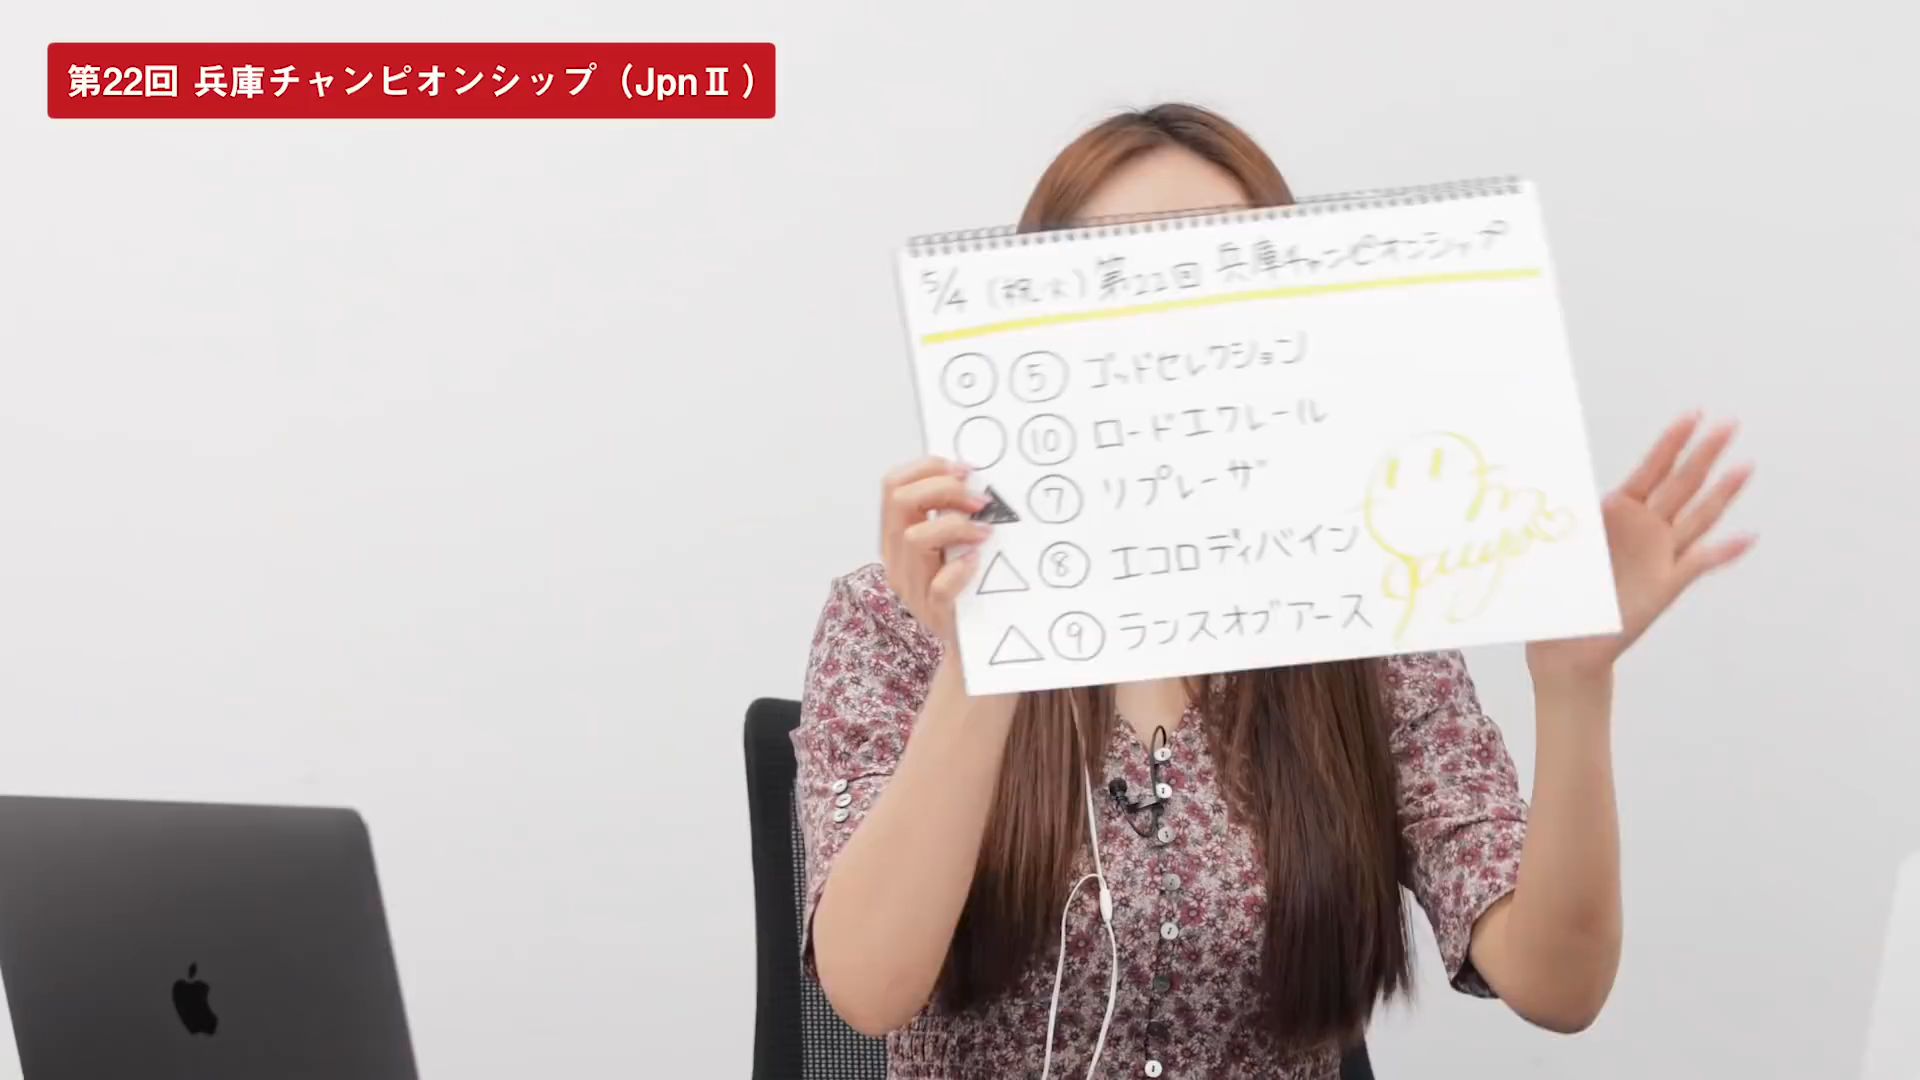 第22回 兵庫チャンピオンシップ（JpnⅡ）
5/4（祝火）第22回 兵庫チャンピオンシップ
◎ ⑤ ゴッドセレクション
○ ⑩ ロードエクレール
▲ ⑦ リプレーザ
△ ⑧ エコロディバイン
△ ⑨ ランスオブアース